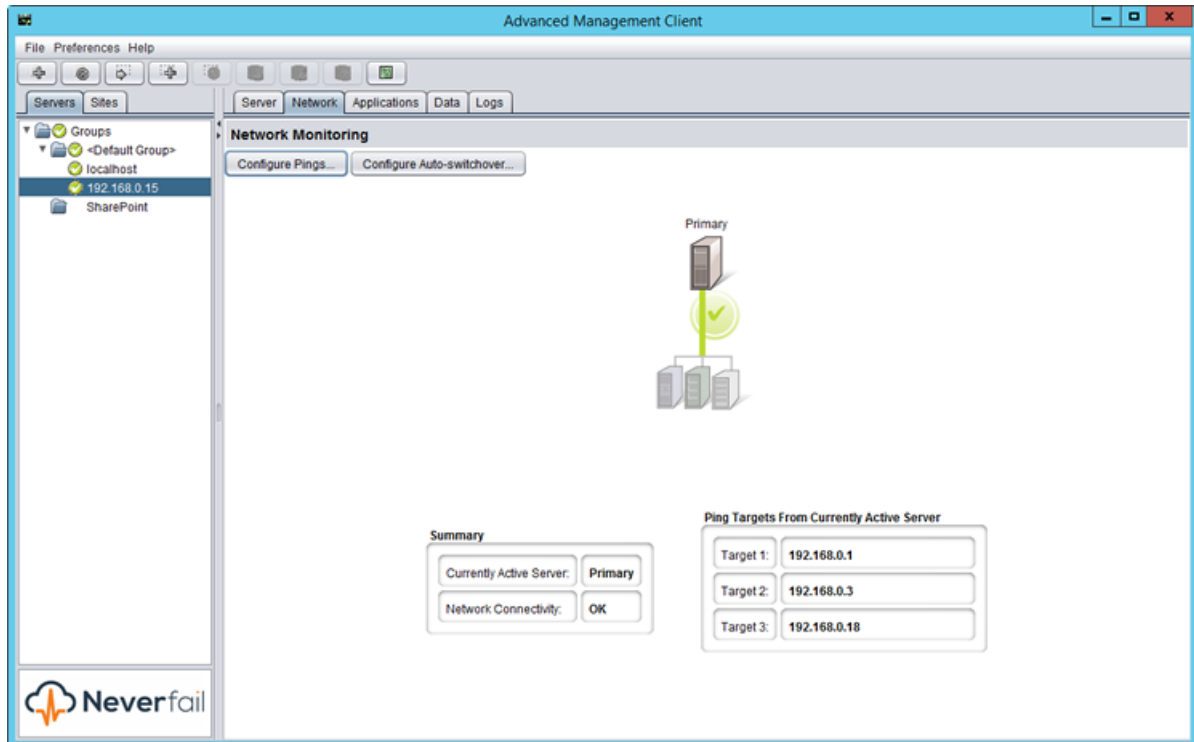 Advanced Management Client
File Preferences Help
Servers Sites
Server Network Applications Data Logs
Groups
<Default Group>
localhost
192.168.0.15
SharePoint
Network Monitoring
Configure Pings... Configure Auto-switchover...
Primary
Summary
Currently Active Server: Primary
Network Connectivity: OK
Ping Targets From Currently Active Server
Target 1: 192.168.0.1
Target 2: 192.168.0.3
Target 3: 192.168.0.18
Neverfail